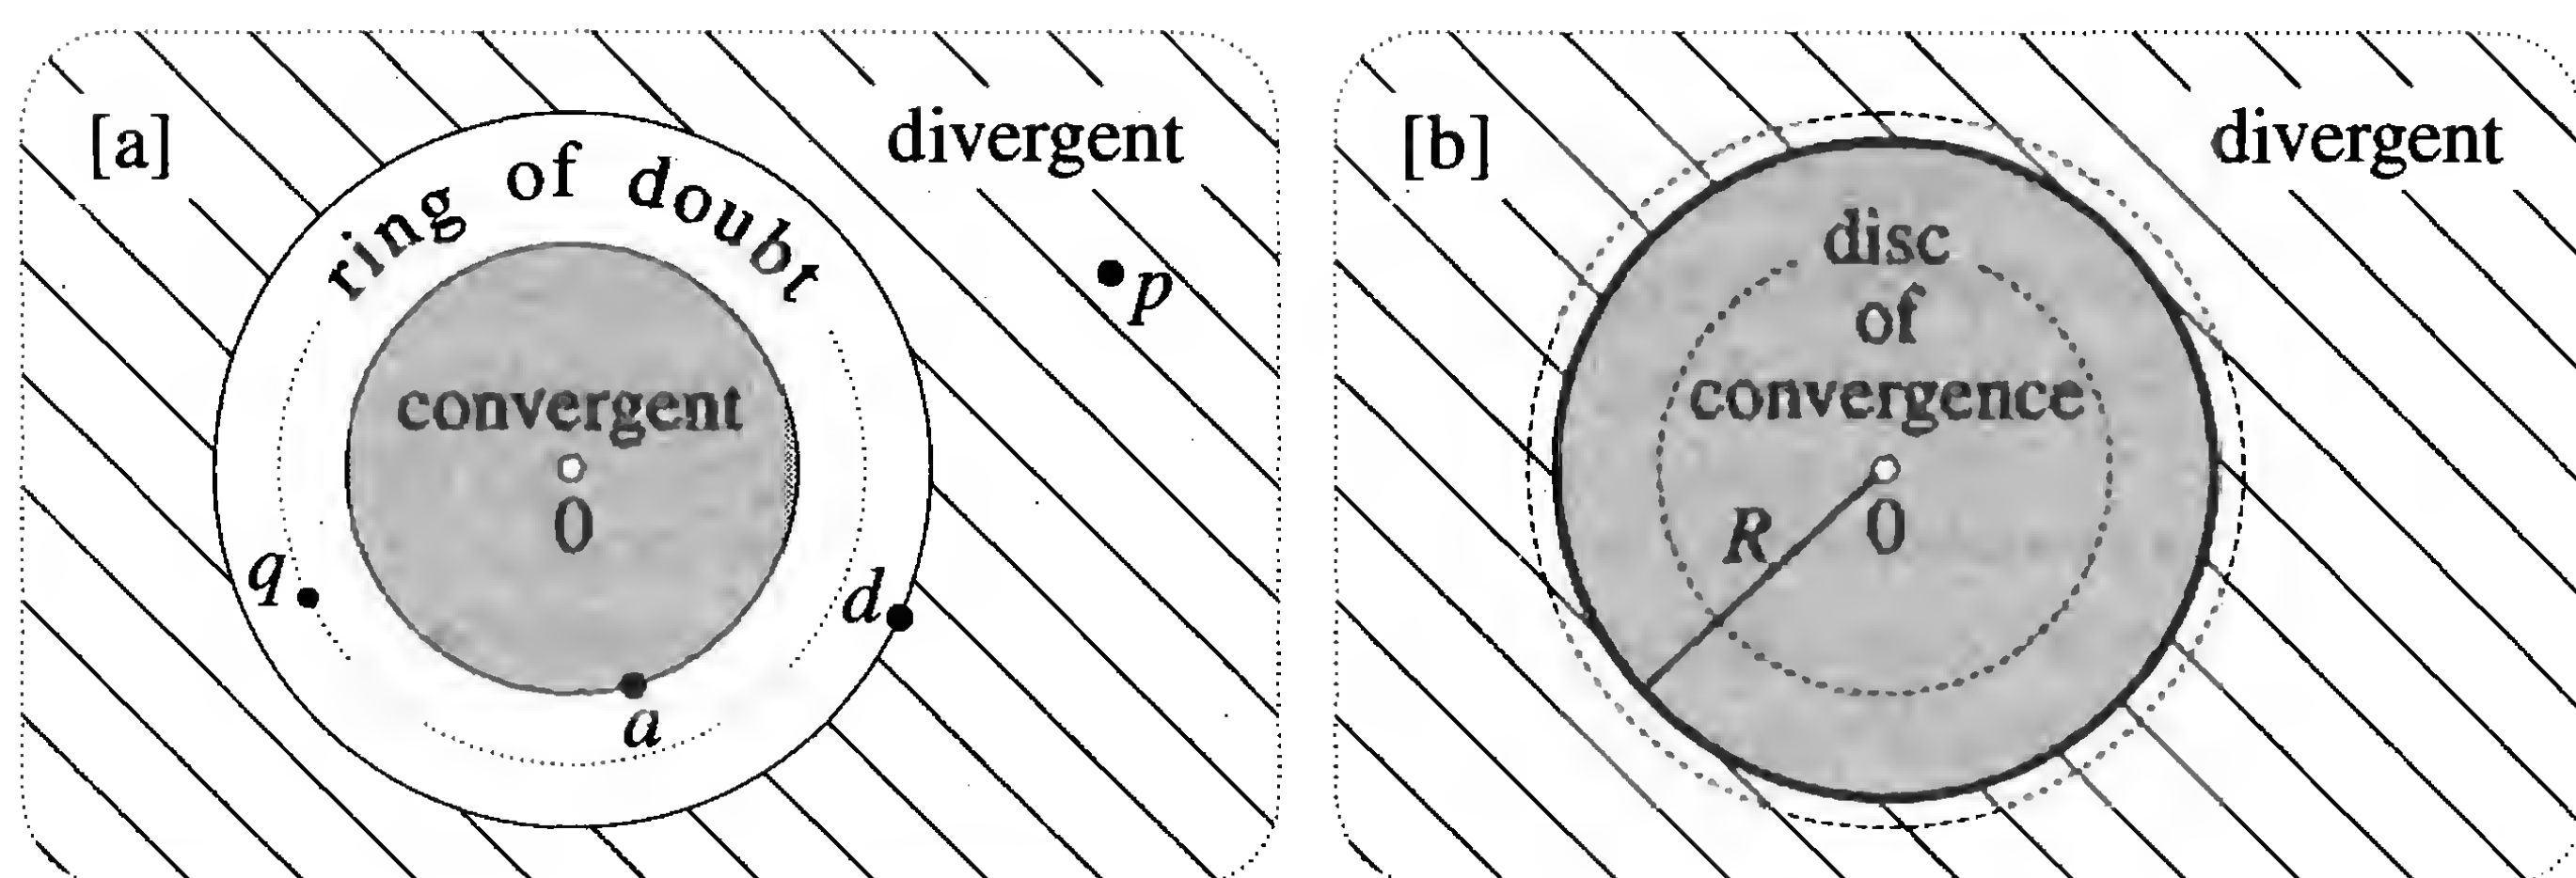 [a]
ring of doubt
divergent
p
convergent
0
q
d
a
[b]
divergent
disc
of
convergence
R
0